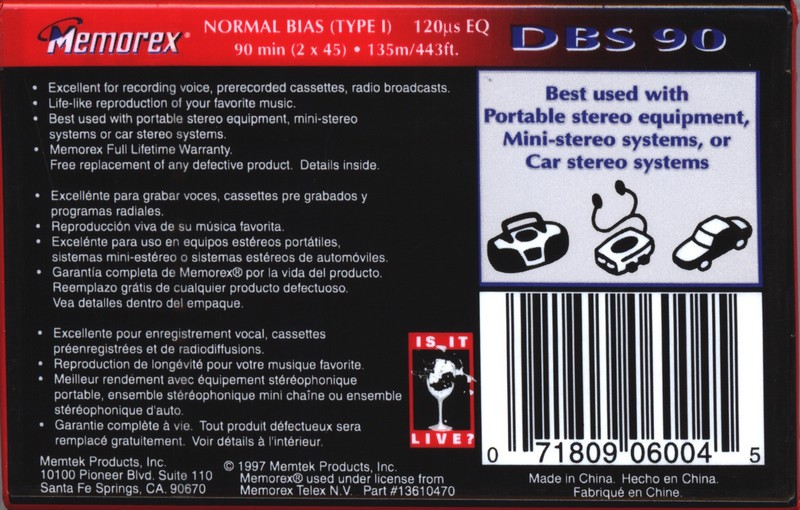 Memorex®
NORMAL BIAS (TYPE I) 120µs EQ
90 min (2 x 45) • 135m/443ft.
DBS 90
• Excellent for recording voice, prerecorded cassettes, radio broadcasts.
• Life-like reproduction of your favorite music.
• Best used with portable stereo equipment, mini-stereo
systems or car stereo systems.
• Memorex Full Lifetime Warranty.
Free replacement of any defective product. Details inside.
• Excellénte para grabar voces, cassettes pre grabados y
programas radiales.
• Reproducción viva de su música favorita.
• Excelénte para uso en equipos estéreos portátiles,
sistemas mini-estéreo o sistemas estéreos de automóviles.
• Garantía completa de Memorex® por la vida del producto.
Reemplazo grátis de cualquier producto defectuoso.
Vea detalles dentro del empaque.
• Excellente pour enregistrement vocal, cassettes
préenregistrées et de radiodiffusions.
• Reproduction de longévité pour votre musique favorite.
• Meilleur rendement avec équipement stéréophonique
portable, ensemble stéréophonique mini chaîne ou ensemble
stéréophonique d'auto.
• Garantie complète à vie. Tout produit défectueux sera
remplacé gratuitement. Voir détails à l'intérieur.
Memtek Products, Inc.
10100 Pioneer Blvd. Suite 110
Santa Fe Springs, CA. 90670
© 1997 Memtek Products, Inc.
Memorex® used under license from
Memorex Telex N.V. Part #13610470
IS IT
LIVE?
Best used with
Portable stereo equipment,
Mini-stereo systems, or
Car stereo systems
0 71809 06004 5
Made in China. Hecho en China.
Fabriqué en Chine.